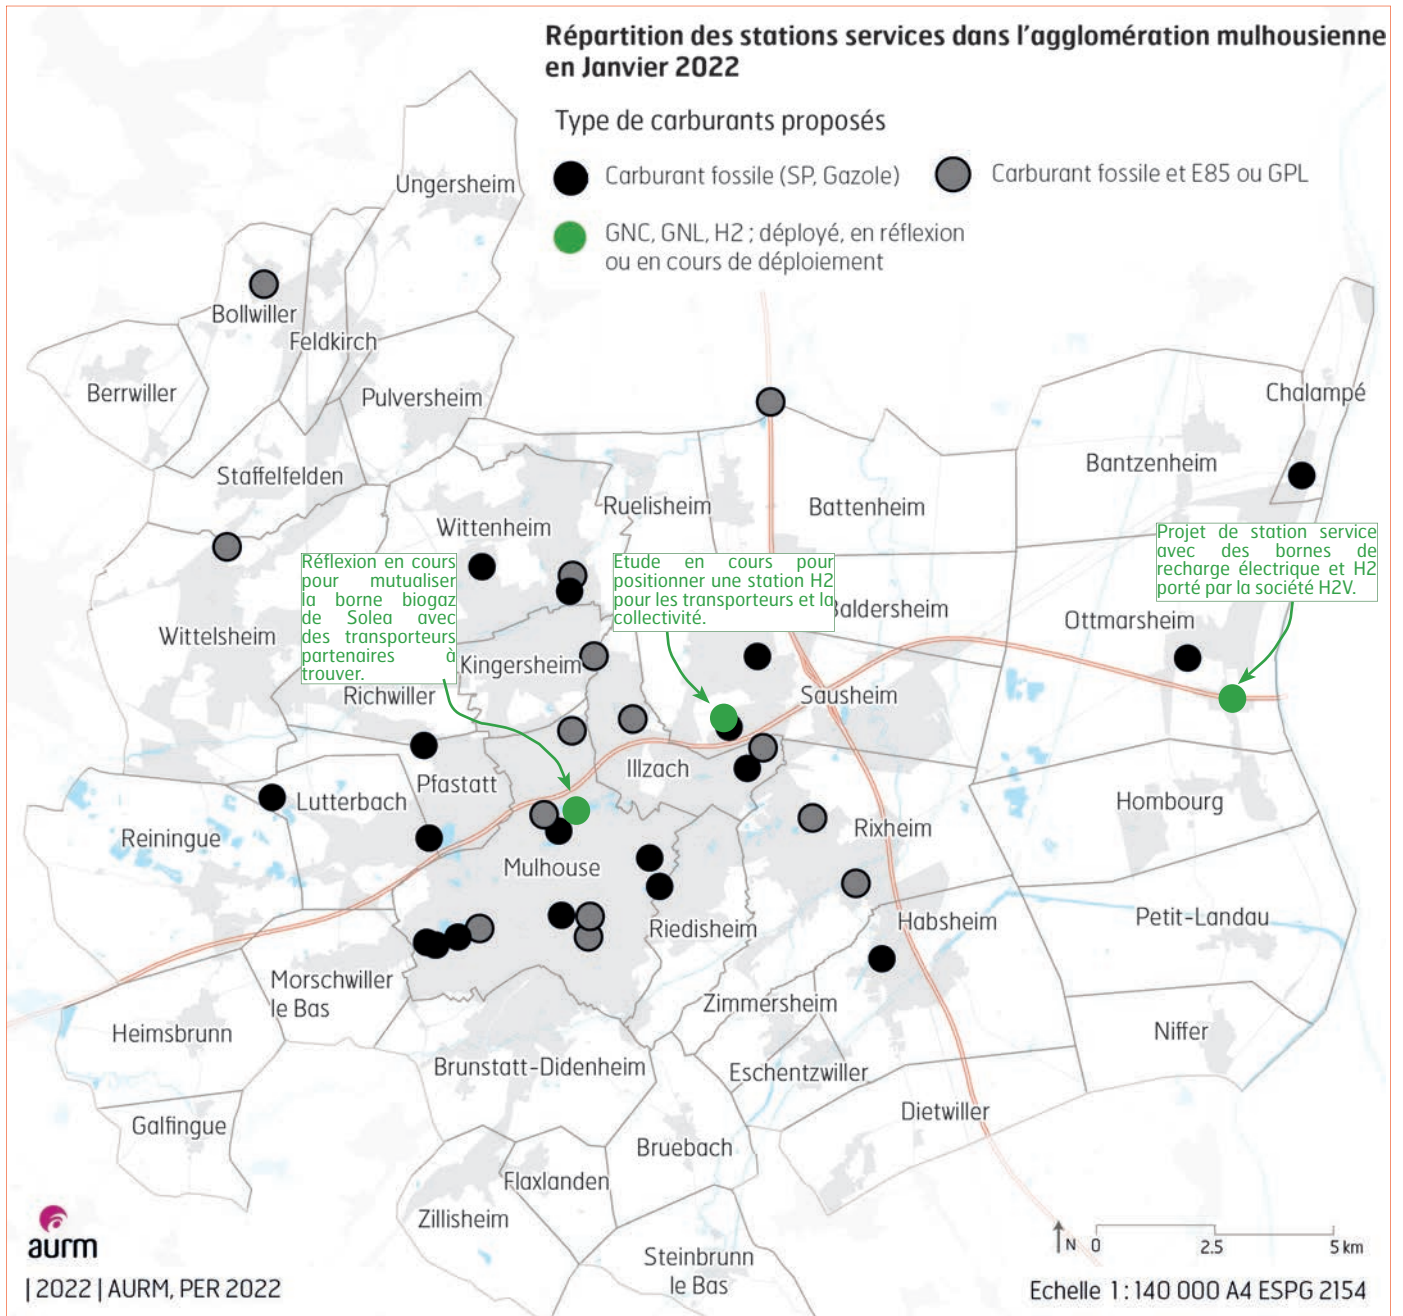 Répartition des stations services dans l'agglomération mulhousienne
en Janvier 2022
Type de carburants proposés
Carburant fossile (SP, Gazole)
Carburant fossile et E85 ou GPL
GNC, GNL, H2 ; déployé, en réflexion
ou en cours de déploiement
Ungersheim
Bollwiller
Feldkirch
Berrwiller
Pulversheim
Chalampé
Staffelfelden
Bantzenheim
Ruelisheim
Battenheim
Wittenheim
Réflexion en cours
pour mutualiser
la borne biogaz
de Solea avec
des transporteurs
partenaires à
trouver.
Etude en cours pour
positionner une station H2
pour les transporteurs et la
collectivité.
Projet de station service
avec des bornes de
recharge électrique et H2
porté par la société H2V.
Baldersheim
Ottmarsheim
Wittelsheim
Kingersheim
Richwiller
Sausheim
Illzach
Pfastatt
Lutterbach
Hombourg
Reiningue
Rixheim
Mulhouse
Riedisheim
Habsheim
Petit-Landau
Morschwiller
le Bas
Zimmersheim
Heimsbrunn
Niffer
Brunstatt-Didenheim
Eschentzwiller
Dietwiller
Galfingue
Bruebach
Flaxlanden
Zillisheim
Steinbrunn
le Bas
aurm
| 2022 | AURM, PER 2022
N 0 2.5 5 km
Echelle 1 : 140 000 A4 ESPG 2154